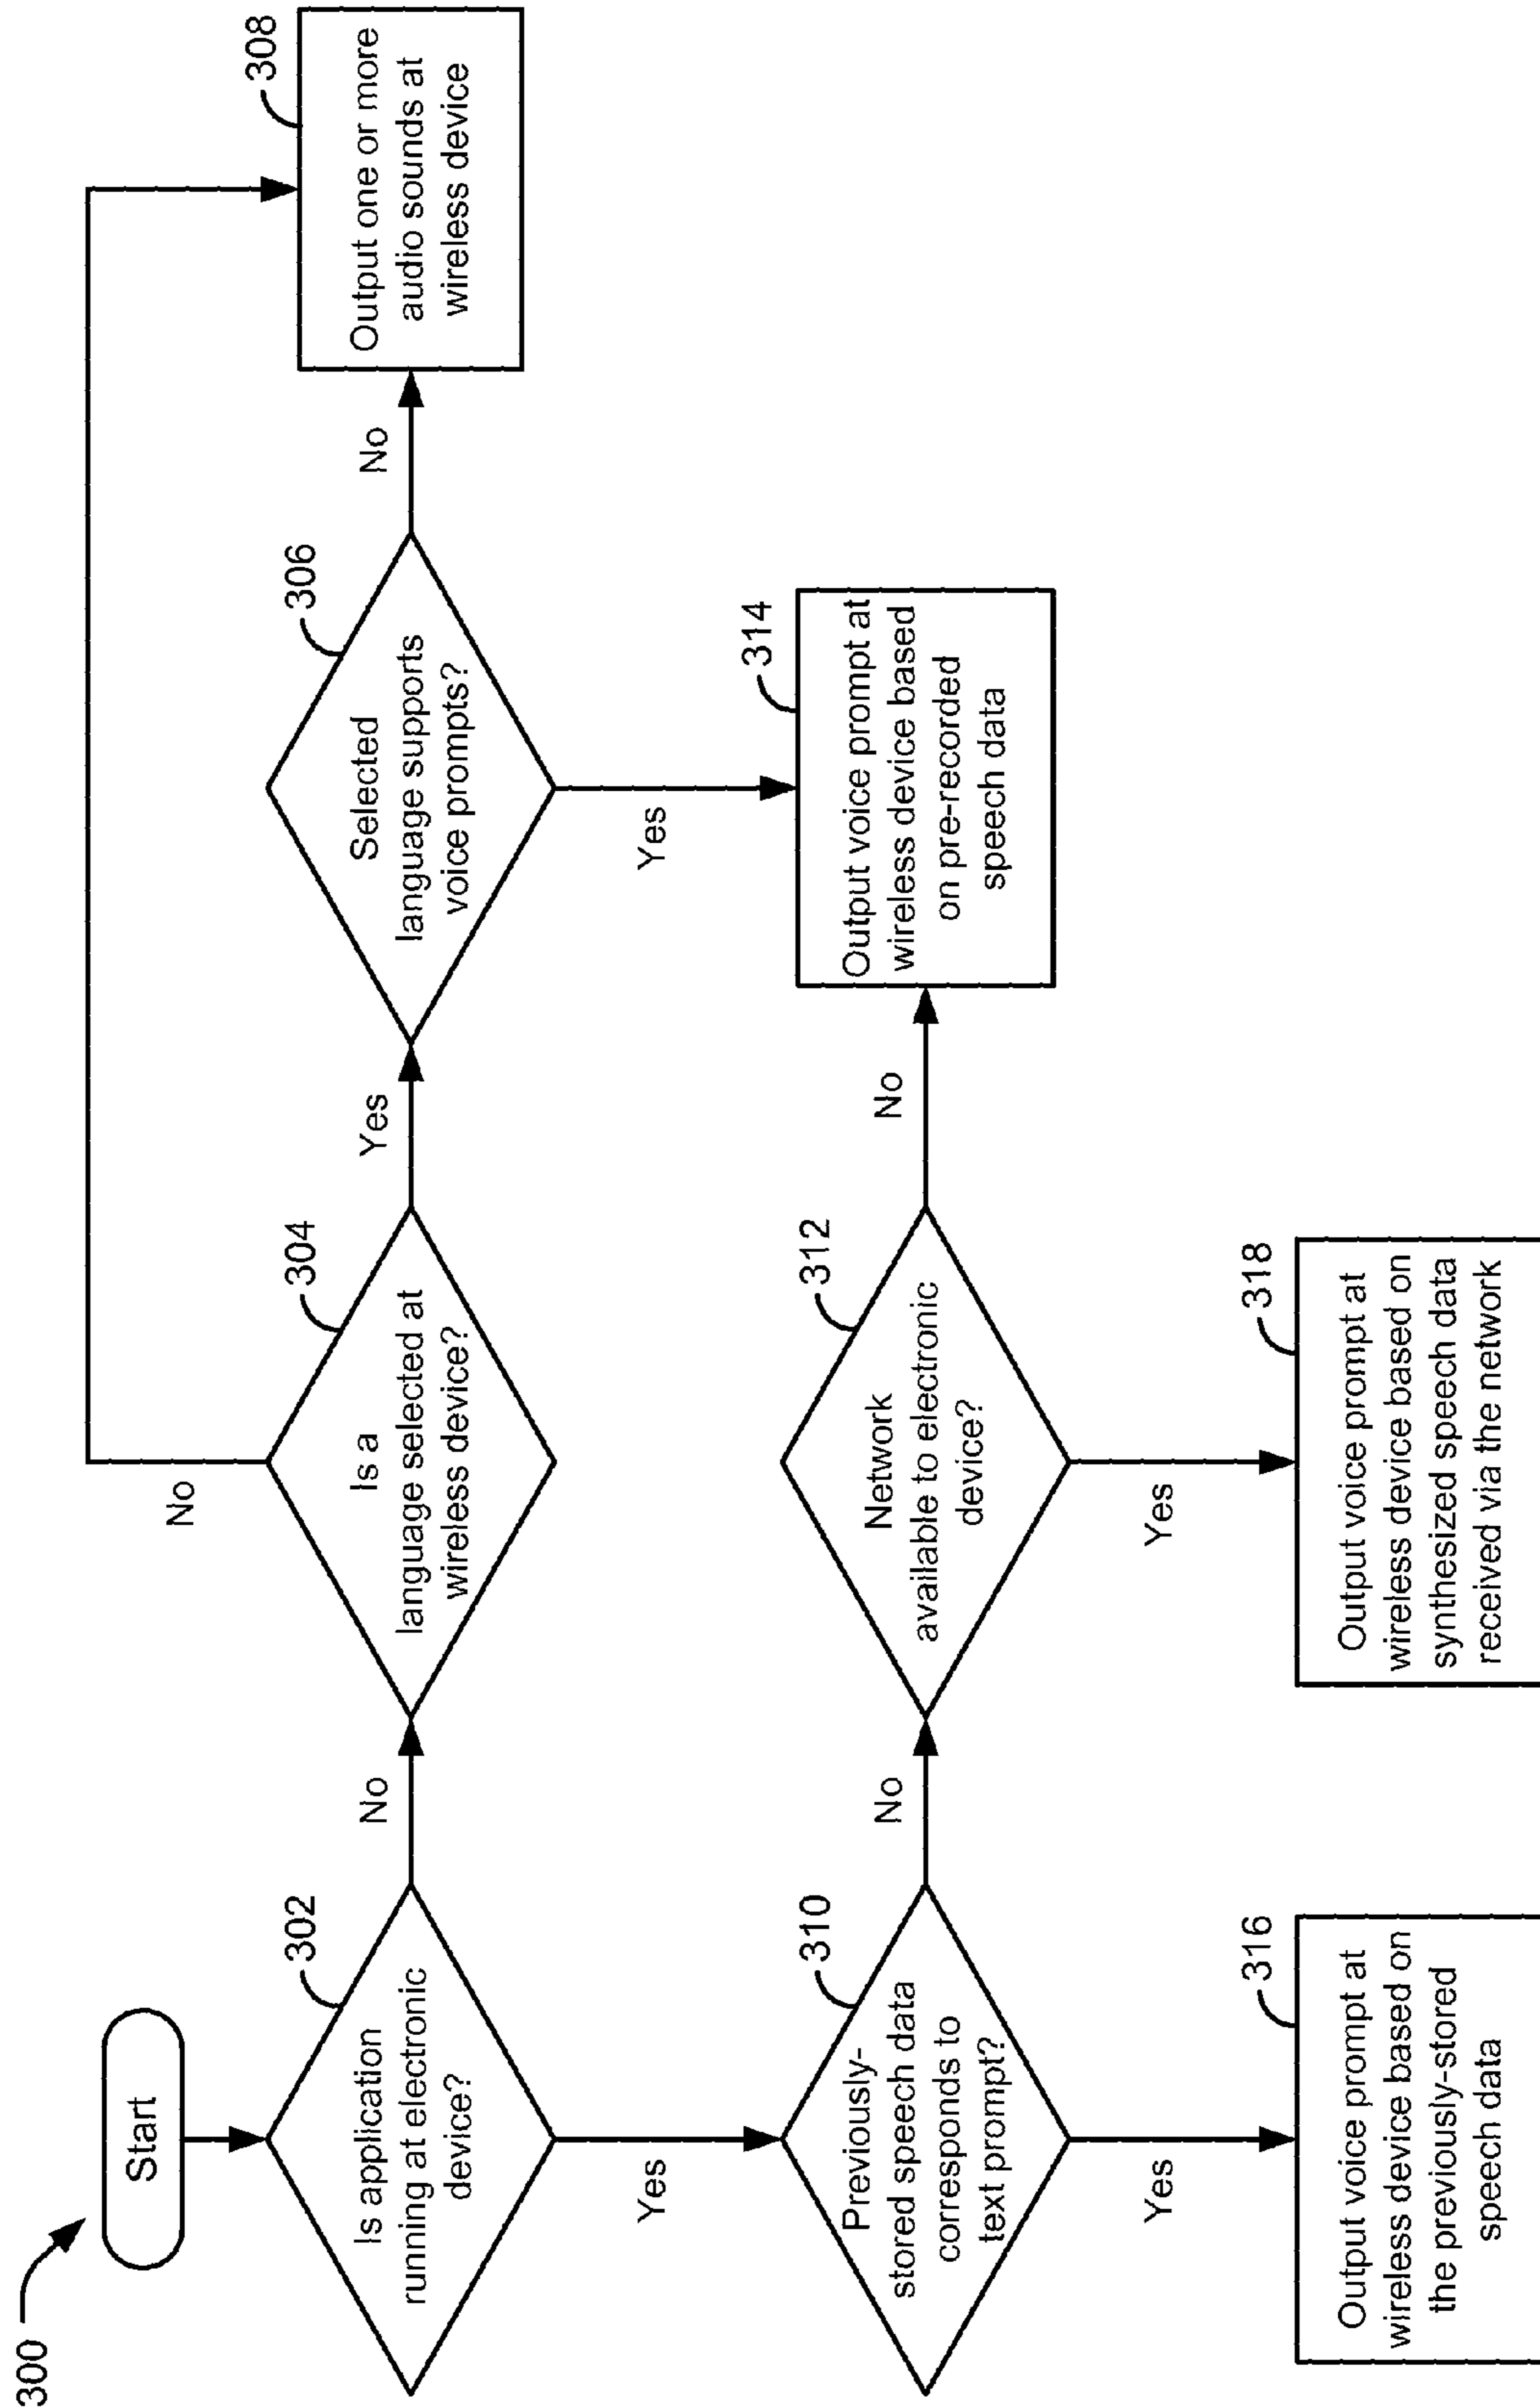 300
Start
302
Is application
running at electronic
device?
No
304
Is a
language selected at
wireless device?
No
Yes
306
Selected
language supports
voice prompts?
No
308
Output one or more
audio sounds at
wireless device
Yes
Yes
310
Previously-
stored speech data
corresponds to
text prompt?
No
312
Network
available to electronic
device?
No
314
Output voice prompt at
wireless device based
on pre-recorded
speech data
Yes
Yes
316
Output voice prompt at
wireless device based on
the previously-stored
speech data
318
Output voice prompt at
wireless device based on
synthesized speech data
received via the network